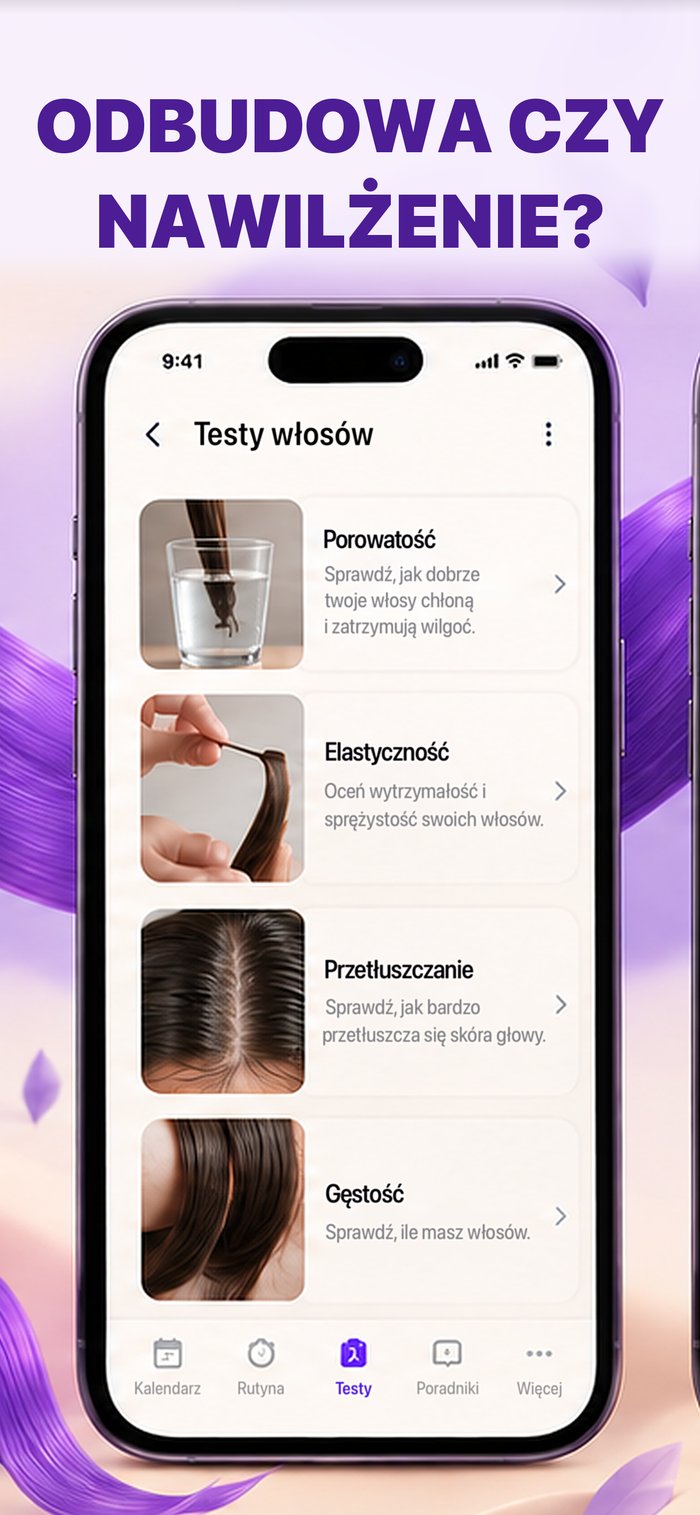 ODBUDOWA CZY
NAWILŻENIE?
9:41
Testy włosów
Porowatość
Sprawdź, jak dobrze
twoje włosy chłoną
i zatrzymują wilgoć.
Elastyczność
Oceń wytrzymałość i
sprężystość swoich włosów.
Przetłuszczanie
Sprawdź, jak bardzo
przetłuszcza się skóra głowy.
Gęstość
Sprawdź, ile masz włosów.
Kalendarz
Rutyna
Testy
Poradniki
Więcej